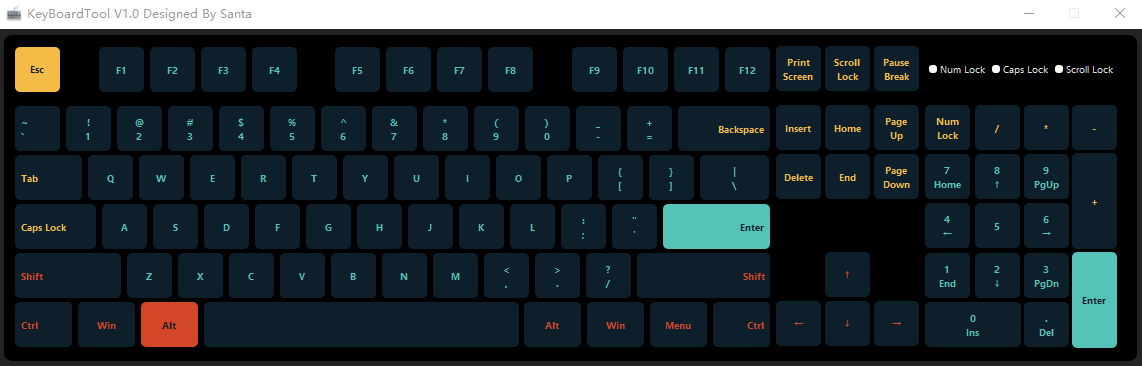 KeyBoardTool V1.0 Designed By Santa
Esc F1 F2 F3 F4 F5 F6 F7 F8 F9 F10 F11 F12 Print Screen Scroll Lock Pause Break Num Lock Caps Lock Scroll Lock
~ ` ! 1 @ 2 # 3 $ 4 % 5 ^ 6 & 7 * 8 ( 9 ) 0 _ - + = Backspace Insert Home Page Up Num Lock / * -
Tab Q W E R T Y U I O P { [ } ] | \ Delete End Page Down 7 Home 8 ↑ 9 PgUp +
Caps Lock A S D F G H J K L : ; " ' Enter 4 ← 5 6 →
Shift Z X C V B N M < , > . ? / Shift ↑ 1 End 2 ↓ 3 PgDn Enter
Ctrl Win Alt Alt Win Menu Ctrl ← ↓ → 0 Ins . Del